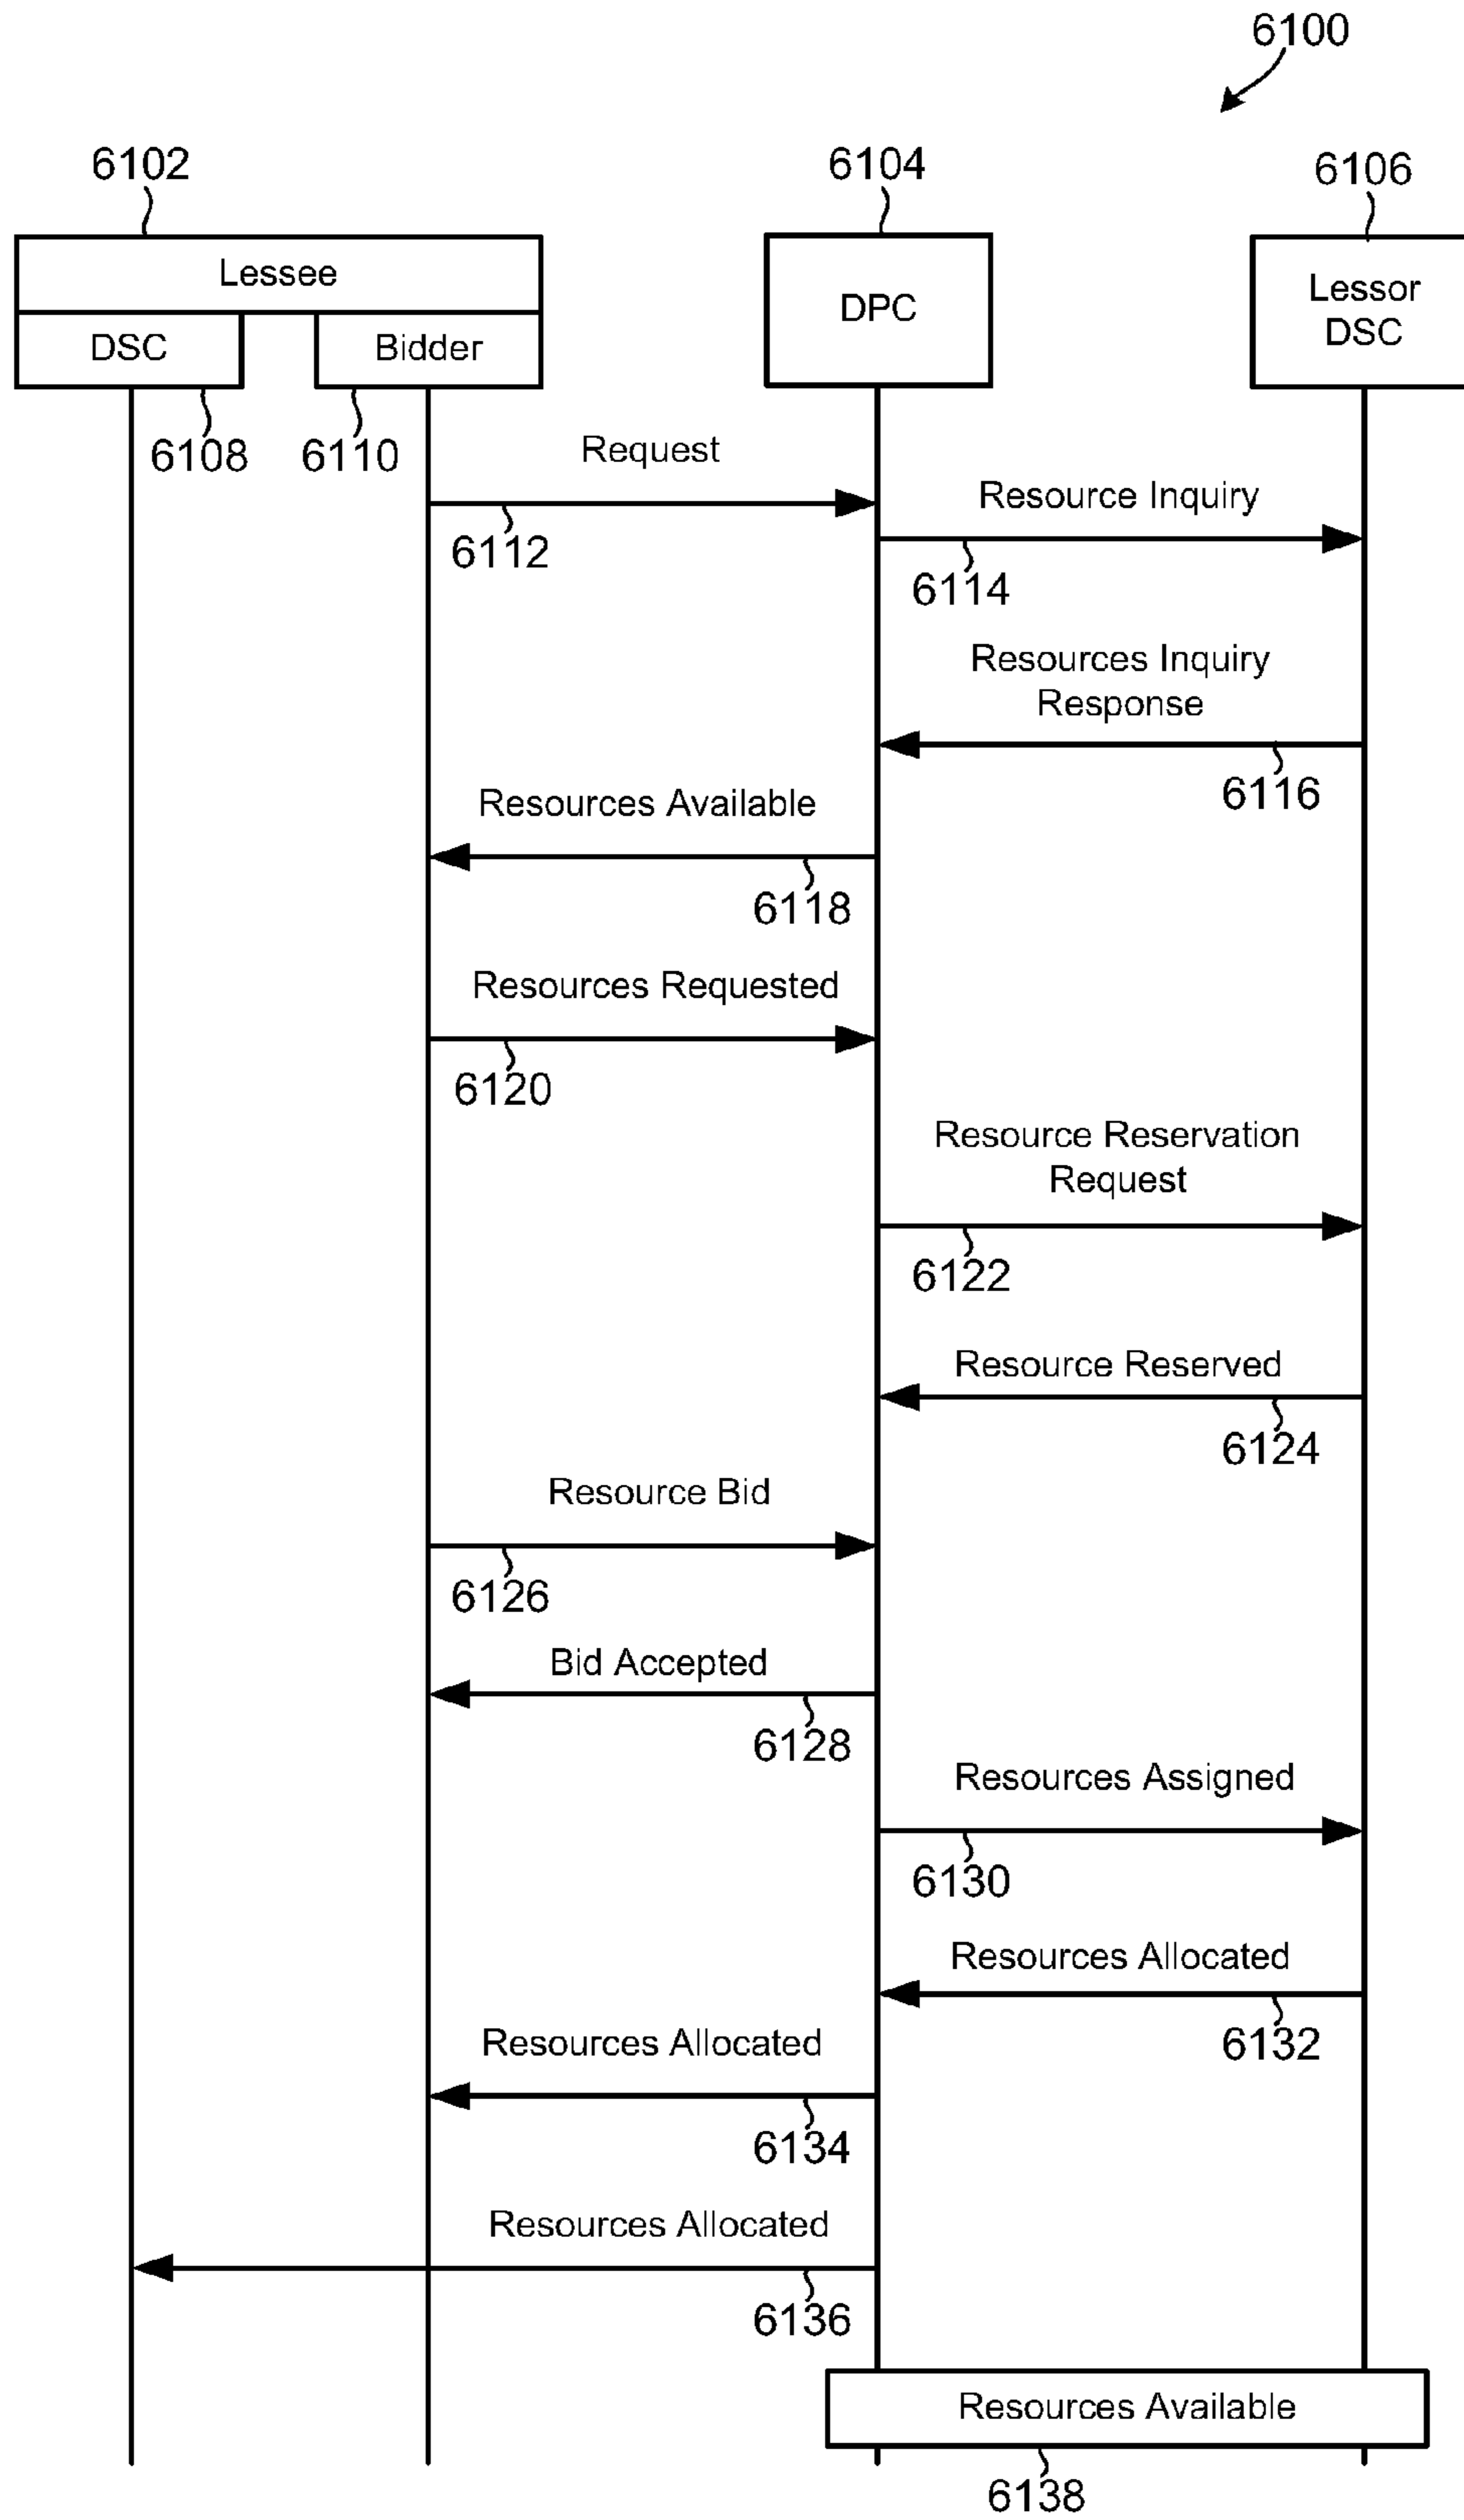 6100
6102
6104
6106
Lessee
DPC
Lessor
DSC
DSC
Bidder
6108
6110
Request
6112
Resource Inquiry
6114
Resources Inquiry
Response
6116
Resources Available
6118
Resources Requested
6120
Resource Reservation
Request
6122
Resource Reserved
6124
Resource Bid
6126
Bid Accepted
6128
Resources Assigned
6130
Resources Allocated
6132
Resources Allocated
6134
Resources Allocated
6136
Resources Available
6138